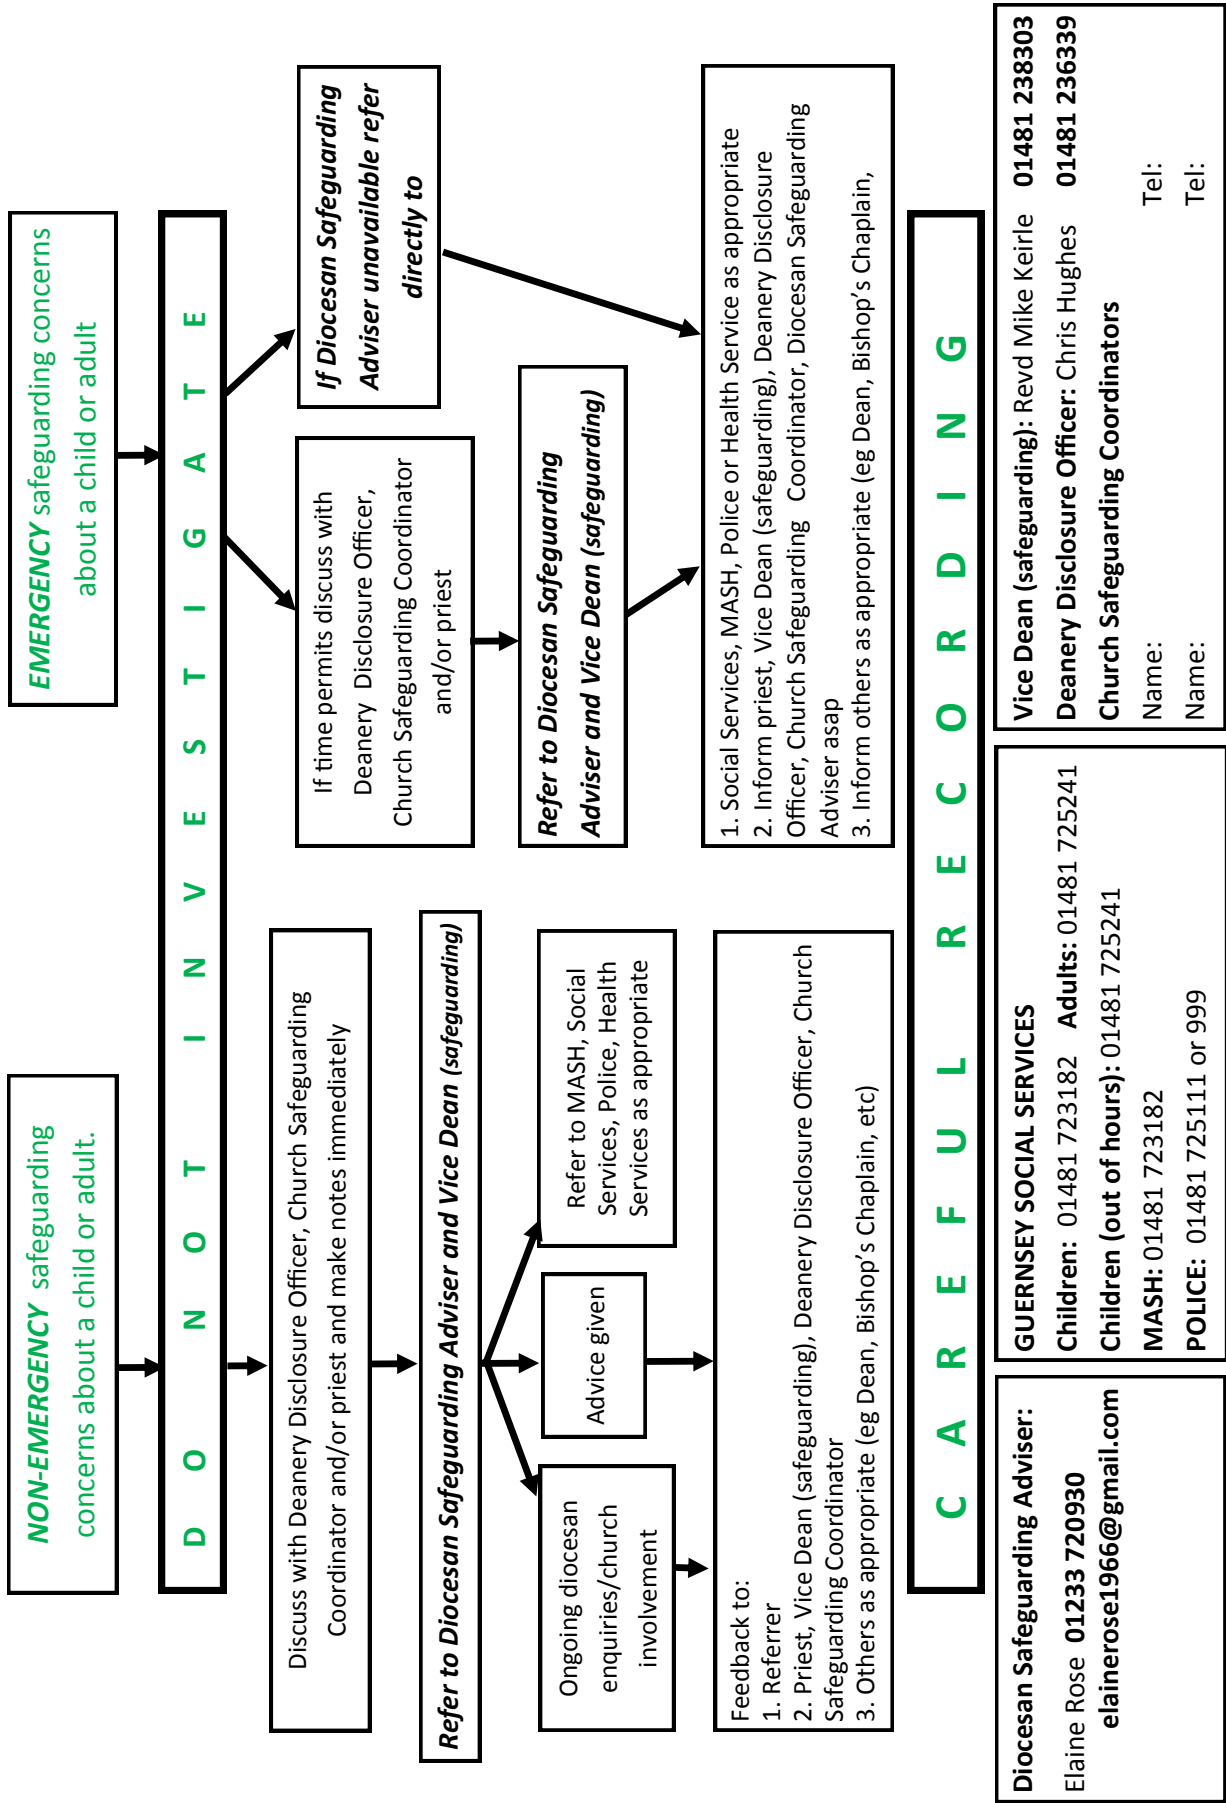 NON-EMERGENCY safeguarding
concerns about a child or adult.
EMERGENCY safeguarding concerns
about a child or adult
D O N O T I N V E S T I G A T E
Discuss with Deanery Disclosure Officer, Church Safeguarding
Coordinator and/or priest and make notes immediately
Refer to Diocesan Safeguarding Adviser and Vice Dean (safeguarding)
Ongoing diocesan
enquiries/church
involvement
Advice given
Refer to MASH, Social
Services, Police, Health
Services as appropriate
Feedback to:
1. Referrer
2. Priest, Vice Dean (safeguarding), Deanery Disclosure Officer, Church
Safeguarding Coordinator
3. Others as appropriate (eg Dean, Bishop’s Chaplain, etc)
If time permits discuss with
Deanery Disclosure Officer,
Church Safeguarding Coordinator
and/or priest
If Diocesan Safeguarding
Adviser unavailable refer
directly to
Refer to Diocesan Safeguarding
Adviser and Vice Dean (safeguarding)
1. Social Services, MASH, Police or Health Service as appropriate
2. Inform priest, Vice Dean (safeguarding), Deanery Disclosure
Officer, Church Safeguarding Coordinator, Diocesan Safeguarding
Adviser asap
3. Inform others as appropriate (eg Dean, Bishop’s Chaplain,
C A R E F U L R E C O R D I N G
Diocesan Safeguarding Adviser:
Elaine Rose 01233 720930
elainerose1966@gmail.com
GUERNSEY SOCIAL SERVICES
Children: 01481 723182 Adults: 01481 725241
Children (out of hours): 01481 725241
MASH: 01481 723182
POLICE: 01481 725111 or 999
Vice Dean (safeguarding): Revd Mike Keirle 01481 238303
Deanery Disclosure Officer: Chris Hughes 01481 236339
Church Safeguarding Coordinators
Name: Tel:
Name: Tel: